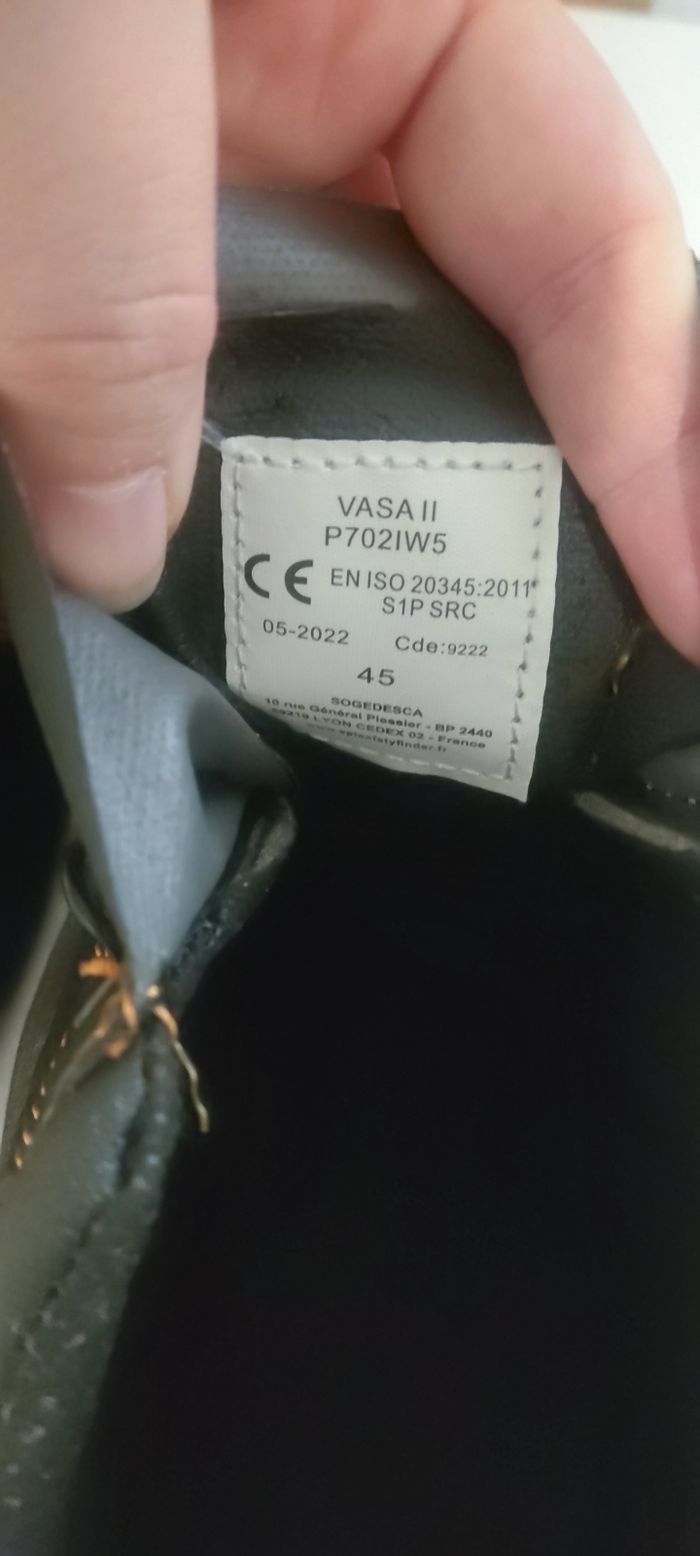 VASA II
P702IW5
CE EN ISO 20345:2011
S1P SRC
05-2022 Cde:9222
45
SOGEDESCA
10 rue Général Plessier - BP 2440
69219 LYON CEDEX 02 - France